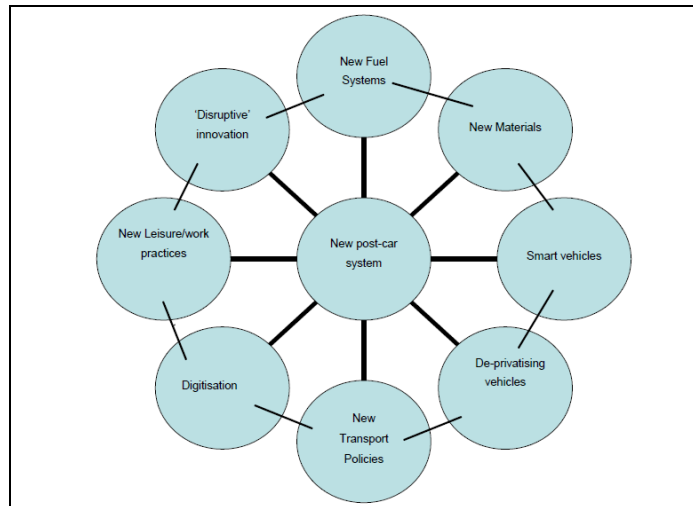 New Fuel
Systems
'Disruptive'
innovation
New Materials
New Leisure/work
practices
New post-car
system
Smart vehicles
De-privatising
vehicles
Digitisation
New
Transport
Policies